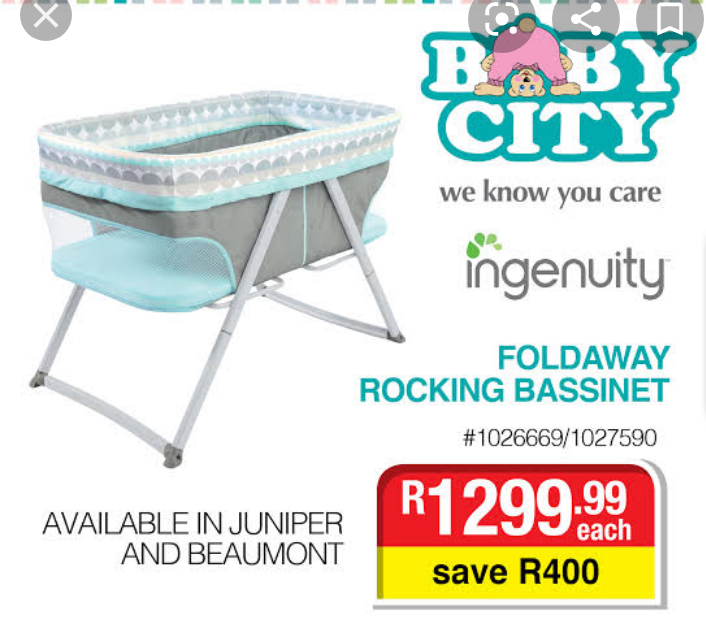 BABY
CITY
we know you care
ingenuity™
FOLDAWAY
ROCKING BASSINET
#1026669/1027590
AVAILABLE IN JUNIPER
AND BEAUMONT
R1299.99
each
save R400